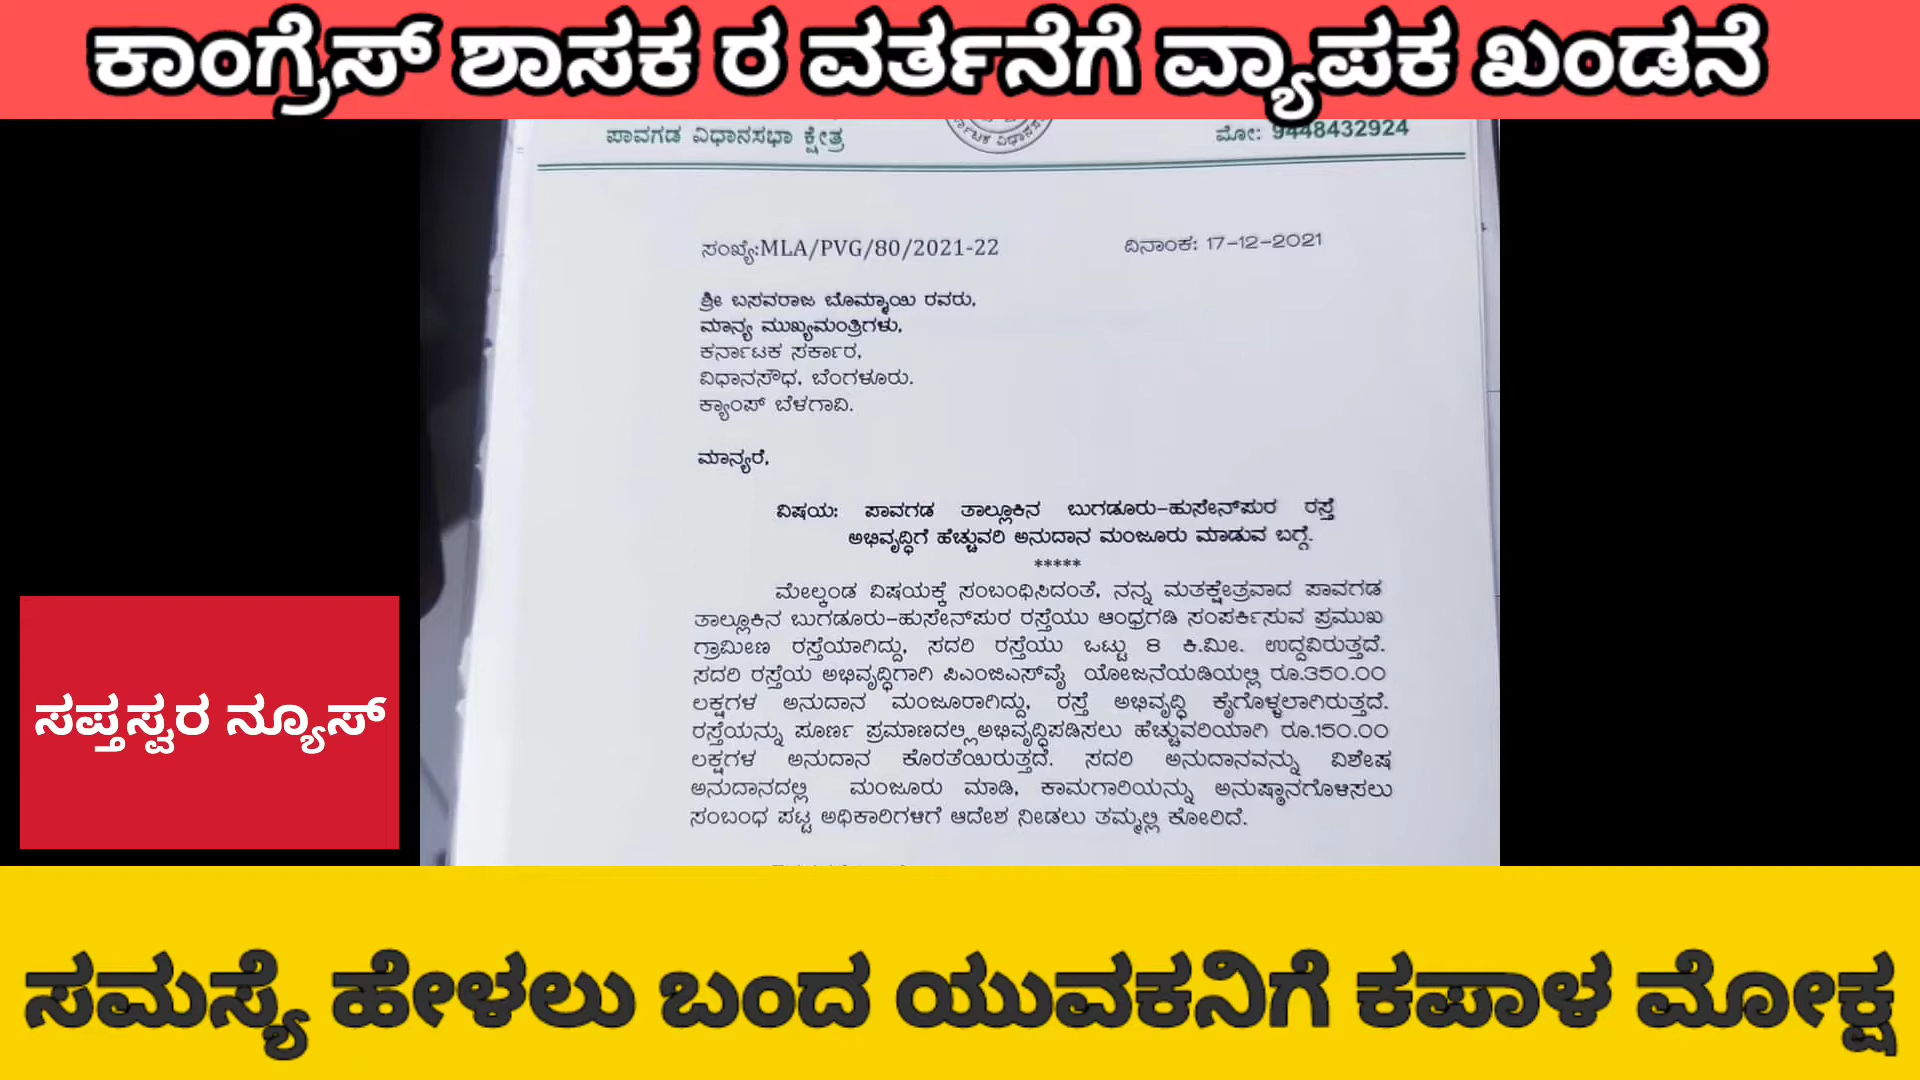 ಕಾಂಗ್ರೆಸ್ ಶಾಸಕ ರ ವರ್ತನೆಗೆ ವ್ಯಾಪಕ ಖಂಡನೆ
ಪಾವಗಡ ವಿಧಾನಸಭಾ ಕ್ಷೇತ್ರ
ಮೋ: 9448432924
ಸಂಖ್ಯೆ:MLA/PVG/80/2021-22
ದಿನಾಂಕ: 17-12-2021
ಶ್ರೀ ಬಸವರಾಜ ಬೊಮ್ಮಾಯಿ ರವರು,
ಮಾನ್ಯ ಮುಖ್ಯಮಂತ್ರಿಗಳು,
ಕರ್ನಾಟಕ ಸರ್ಕಾರ,
ವಿಧಾನಸೌಧ, ಬೆಂಗಳೂರು.
ಕ್ಯಾಂಪ್ ಬೆಳಗಾವಿ.
ಮಾನ್ಯರೆ,
ವಿಷಯ: ಪಾವಗಡ ತಾಲ್ಲೂಕಿನ ಬುಗಡೂರು-ಹುಸೇನ್‌ಪುರ ರಸ್ತೆ
ಅಭಿವೃದ್ಧಿಗೆ ಹೆಚ್ಚುವರಿ ಅನುದಾನ ಮಂಜೂರು ಮಾಡುವ ಬಗ್ಗೆ.
*****
ಮೇಲ್ಕಂಡ ವಿಷಯಕ್ಕೆ ಸಂಬಂಧಿಸಿದಂತೆ, ನನ್ನ ಮತಕ್ಷೇತ್ರವಾದ ಪಾವಗಡ
ತಾಲ್ಲೂಕಿನ ಬುಗಡೂರು-ಹುಸೇನ್‌ಪುರ ರಸ್ತೆಯು ಆಂಧ್ರಗಡಿ ಸಂಪರ್ಕಿಸುವ ಪ್ರಮುಖ
ಗ್ರಾಮೀಣ ರಸ್ತೆಯಾಗಿದ್ದು, ಸದರಿ ರಸ್ತೆಯು ಒಟ್ಟು 8 ಕಿ.ಮೀ. ಉದ್ದವಿರುತ್ತದೆ.
ಸದರಿ ರಸ್ತೆಯ ಅಭಿವೃದ್ಧಿಗಾಗಿ ಪಿಎಂಜಿಎಸ್‌ವೈ ಯೋಜನೆಯಡಿಯಲ್ಲಿ ರೂ.350.00
ಲಕ್ಷಗಳ ಅನುದಾನ ಮಂಜೂರಾಗಿದ್ದು, ರಸ್ತೆ ಅಭಿವೃದ್ಧಿ ಕೈಗೊಳ್ಳಲಾಗಿರುತ್ತದೆ.
ರಸ್ತೆಯನ್ನು ಪೂರ್ಣ ಪ್ರಮಾಣದಲ್ಲಿ ಅಭಿವೃದ್ಧಿಪಡಿಸಲು ಹೆಚ್ಚುವರಿಯಾಗಿ ರೂ.150.00
ಲಕ್ಷಗಳ ಅನುದಾನ ಕೊರತೆಯಿರುತ್ತದೆ. ಸದರಿ ಅನುದಾನವನ್ನು ವಿಶೇಷ
ಅನುದಾನದಲ್ಲಿ ಮಂಜೂರು ಮಾಡಿ, ಕಾಮಗಾರಿಯನ್ನು ಅನುಷ್ಠಾನಗೊಳಿಸಲು
ಸಂಬಂಧ ಪಟ್ಟ ಅಧಿಕಾರಿಗಳಿಗೆ ಆದೇಶ ನೀಡಲು ತಮ್ಮಲ್ಲಿ ಕೋರಿದೆ.
ಸಪ್ತಸ್ವರ ನ್ಯೂಸ್
ಸಮಸ್ಯೆ ಹೇಳಲು ಬಂದ ಯುವಕನಿಗೆ ಕಪಾಳ ಮೋಕ್ಷ